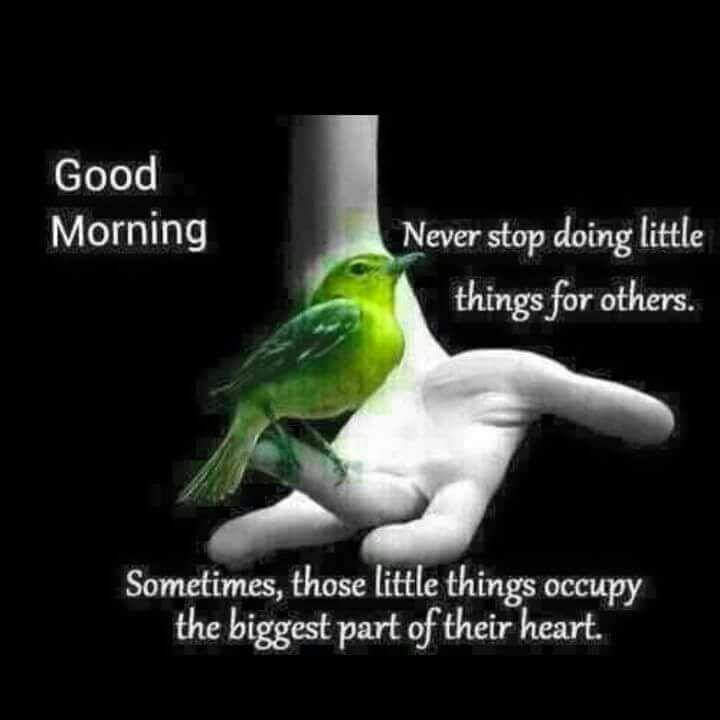 Good
Morning
Never stop doing little
things for others.
Sometimes, those little things occupy
the biggest part of their heart.